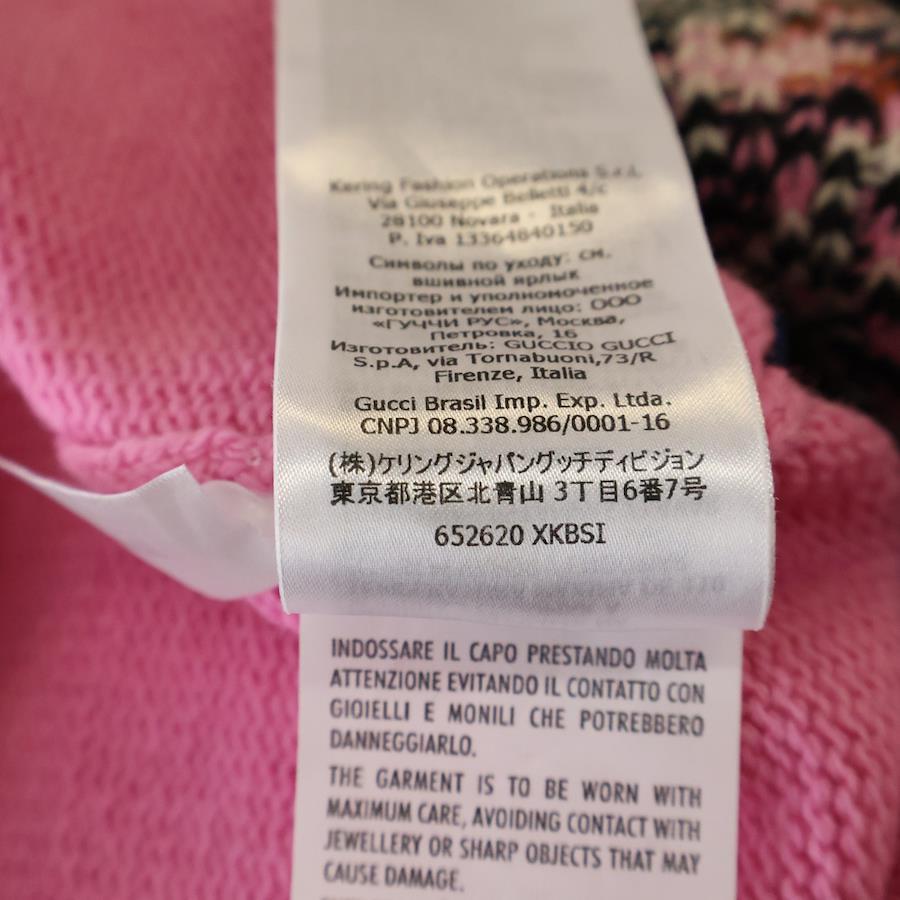 Kering Fashion Operations S.r.l.
Via Giuseppe Belletti 4/c
28100 Novara - Italia
P. Iva 13364840150
Символы по уходу: см.
вшивной ярлык
Импортер и уполномоченное
изготовителем лицо: ООО
«ГУЧЧИ РУС», Москва,
Петровка, 16
Изготовитель: GUCCIO GUCCI
S.p.A, via Tornabuoni,73/R
Firenze, Italia
Gucci Brasil Imp. Exp. Ltda.
CNPJ 08.338.986/0001-16
(株)ケリングジャパングッチディビジョン
東京都港区北青山 3丁目6番7号
652620 XKBSI
INDOSSARE IL CAPO PRESTANDO MOLTA
ATTENZIONE EVITANDO IL CONTATTO CON
GIOIELLI E MONILI CHE POTREBBERO
DANNEGGIARLO.
THE GARMENT IS TO BE WORN WITH
MAXIMUM CARE, AVOIDING CONTACT WITH
JEWELLERY OR SHARP OBJECTS THAT MAY
CAUSE DAMAGE.